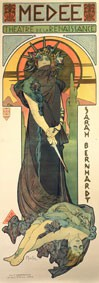 MEDEE
THEATRE DE LA RENAISSANCE
SARAH BERNHARDT